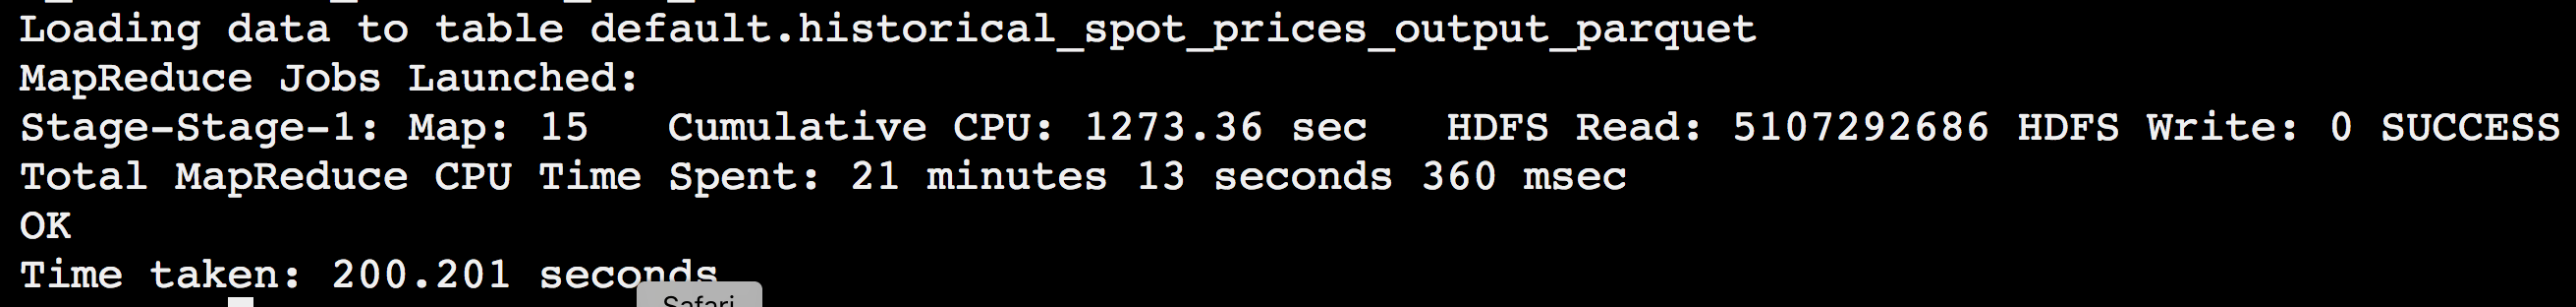 Loading data to table default.historical_spot_prices_output_parquet
MapReduce Jobs Launched:
Stage-Stage-1: Map: 15   Cumulative CPU: 1273.36 sec   HDFS Read: 5107292686 HDFS Write: 0 SUCCESS
Total MapReduce CPU Time Spent: 21 minutes 13 seconds 360 msec
OK
Time taken: 200.201 seconds
Safari